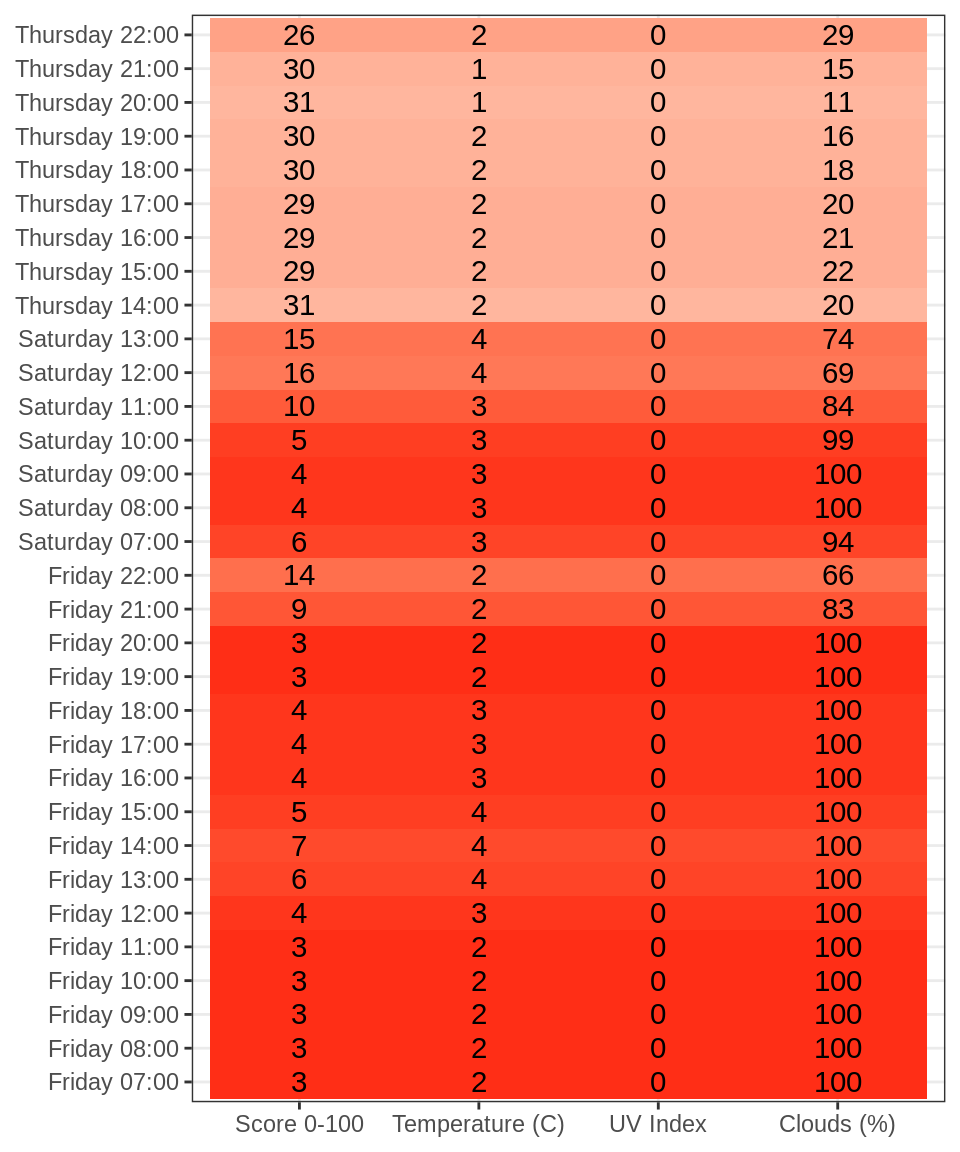 Thursday 22:00 26 2 0 29
Thursday 21:00 30 1 0 15
Thursday 20:00 31 1 0 11
Thursday 19:00 30 2 0 16
Thursday 18:00 30 2 0 18
Thursday 17:00 29 2 0 20
Thursday 16:00 29 2 0 21
Thursday 15:00 29 2 0 22
Thursday 14:00 31 2 0 20
Saturday 13:00 15 4 0 74
Saturday 12:00 16 4 0 69
Saturday 11:00 10 3 0 84
Saturday 10:00 5 3 0 99
Saturday 09:00 4 3 0 100
Saturday 08:00 4 3 0 100
Saturday 07:00 6 3 0 94
Friday 22:00 14 2 0 66
Friday 21:00 9 2 0 83
Friday 20:00 3 2 0 100
Friday 19:00 3 2 0 100
Friday 18:00 4 3 0 100
Friday 17:00 4 3 0 100
Friday 16:00 4 3 0 100
Friday 15:00 5 4 0 100
Friday 14:00 7 4 0 100
Friday 13:00 6 4 0 100
Friday 12:00 4 3 0 100
Friday 11:00 3 2 0 100
Friday 10:00 3 2 0 100
Friday 09:00 3 2 0 100
Friday 08:00 3 2 0 100
Friday 07:00 3 2 0 100
Score 0-100 Temperature (C) UV Index Clouds (%)